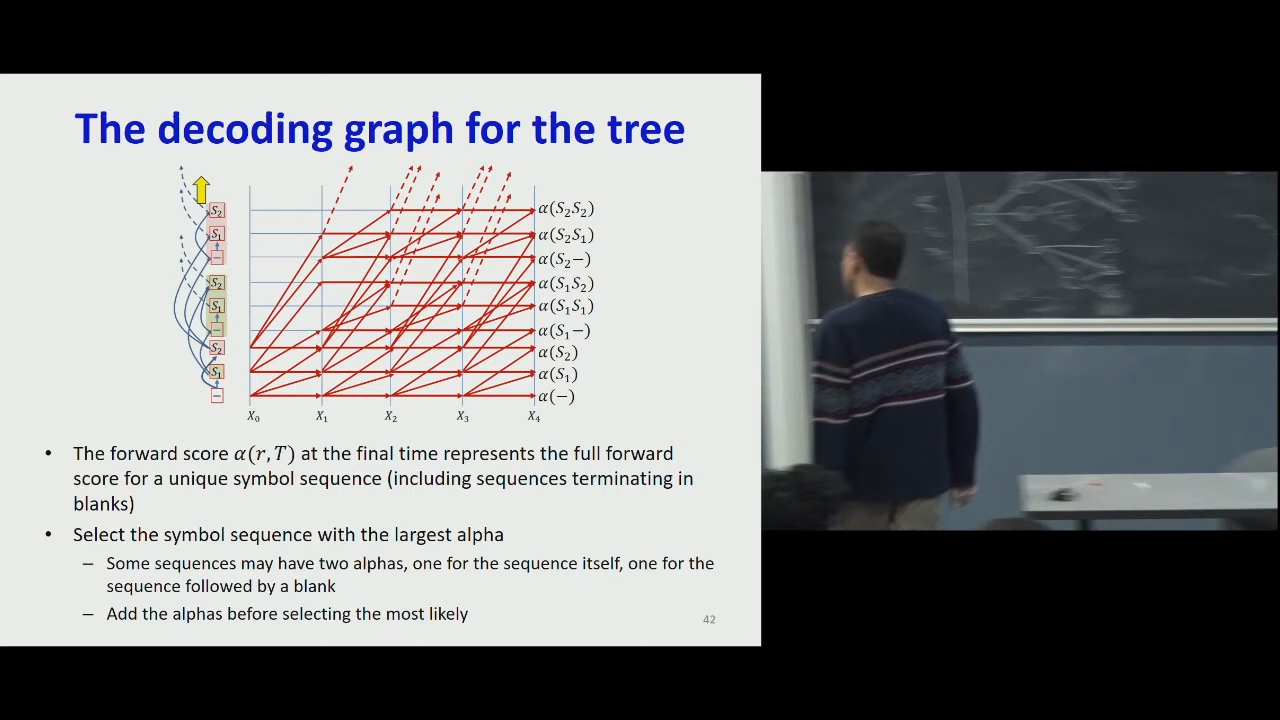 The decoding graph for the tree
S₂
S₁
–
S₂
S₁
–
S₂
S₁
–
α(S₂S₂)
α(S₂S₁)
α(S₂−)
α(S₁S₂)
α(S₁S₁)
α(S₁−)
α(S₂)
α(S₁)
α(−)
X₀ X₁ X₂ X₃ X₄
• The forward score α(r, T) at the final time represents the full forward
score for a unique symbol sequence (including sequences terminating in
blanks)
• Select the symbol sequence with the largest alpha
– Some sequences may have two alphas, one for the sequence itself, one for the
sequence followed by a blank
– Add the alphas before selecting the most likely
42